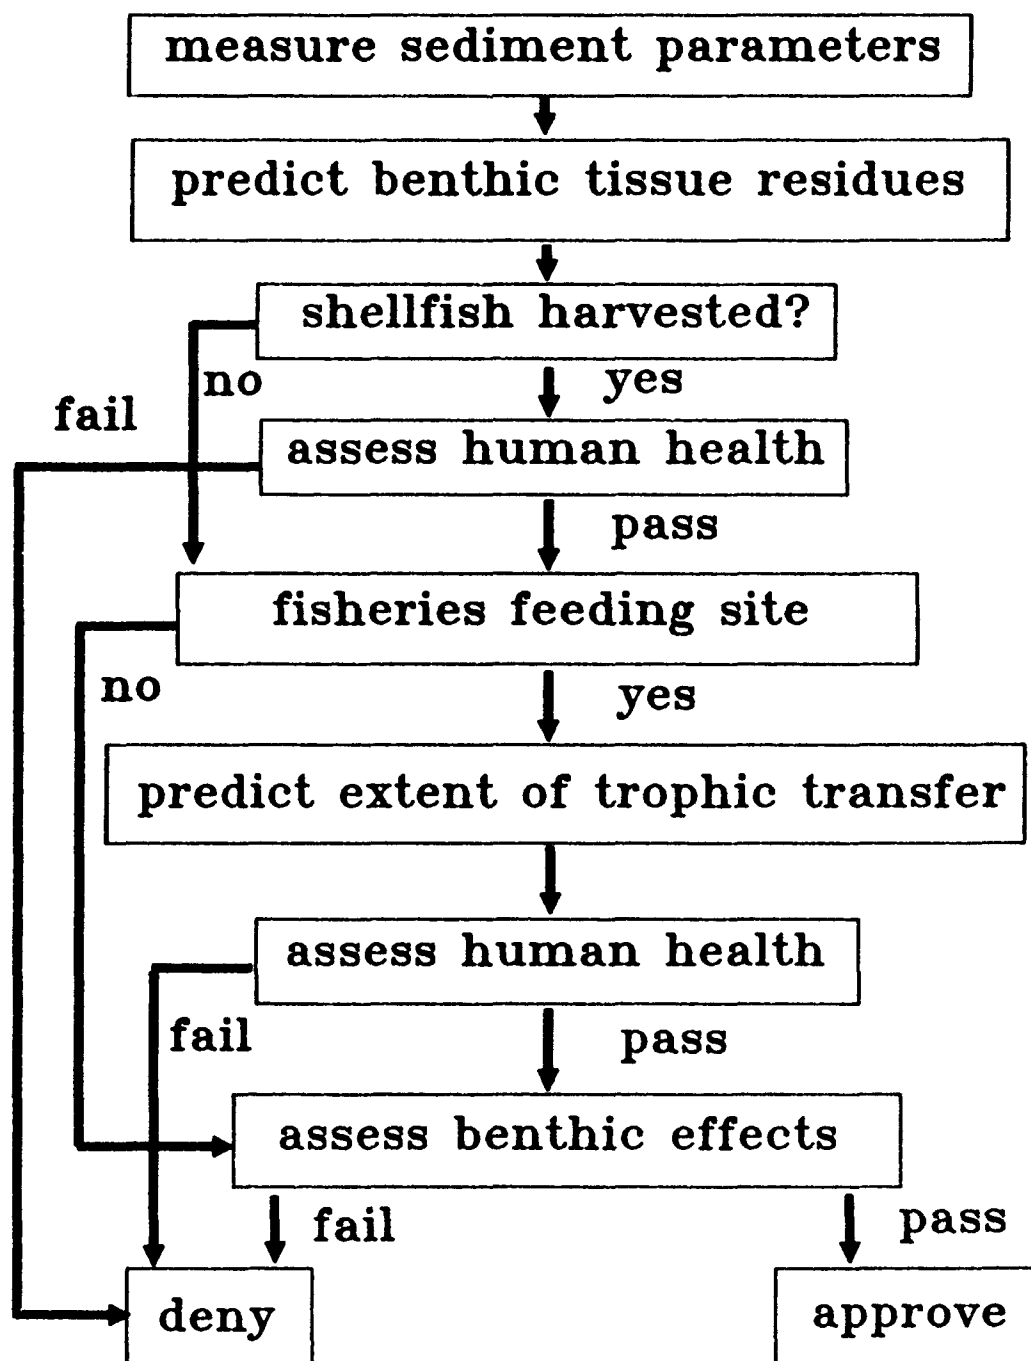 measure sediment parameters
predict benthic tissue residues
shellfish harvested?
no
yes
fail
assess human health
pass
fisheries feeding site
no
yes
predict extent of trophic transfer
assess human health
fail
pass
assess benthic effects
fail
pass
deny
approve